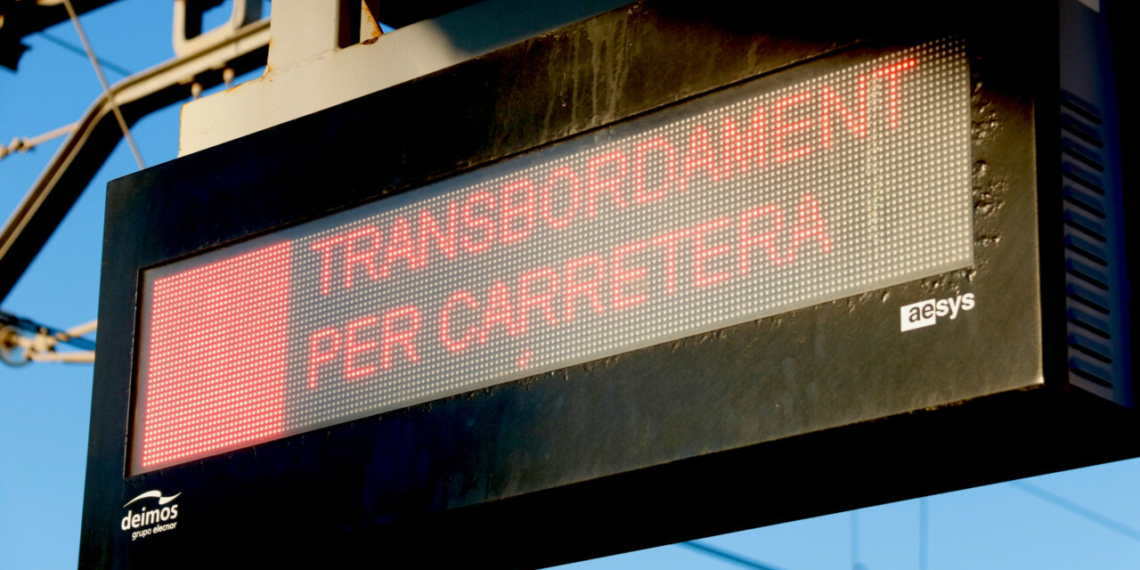 TRANSBORDAMENT
PER CARRETERA
aesys
deimos
grupo elecnor